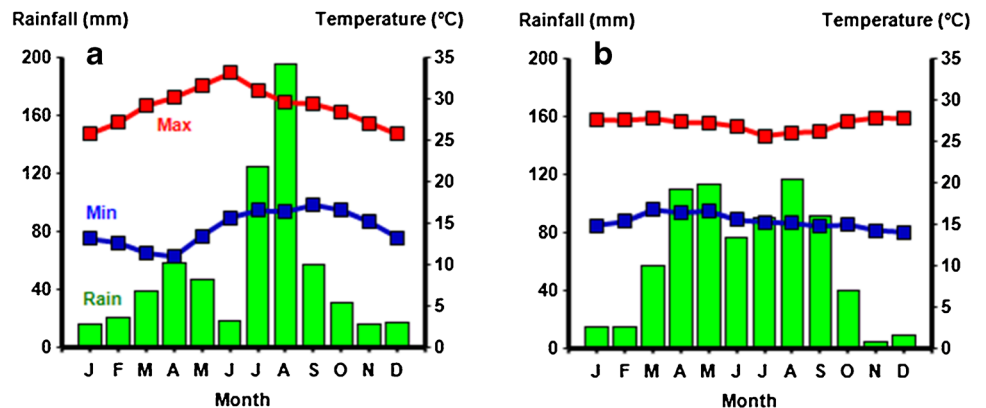 Rainfall (mm) Temperature (°C)
a
200 35
30
160
Max 25
120
20
Min
80 15
10
Rain
40
5
0 0
J F M A M J J A S O N D
Month
Rainfall (mm) Temperature (°C)
b
200 35
30
160
25
120
20
80 15
10
40
5
0 0
J F M A M J J A S O N D
Month